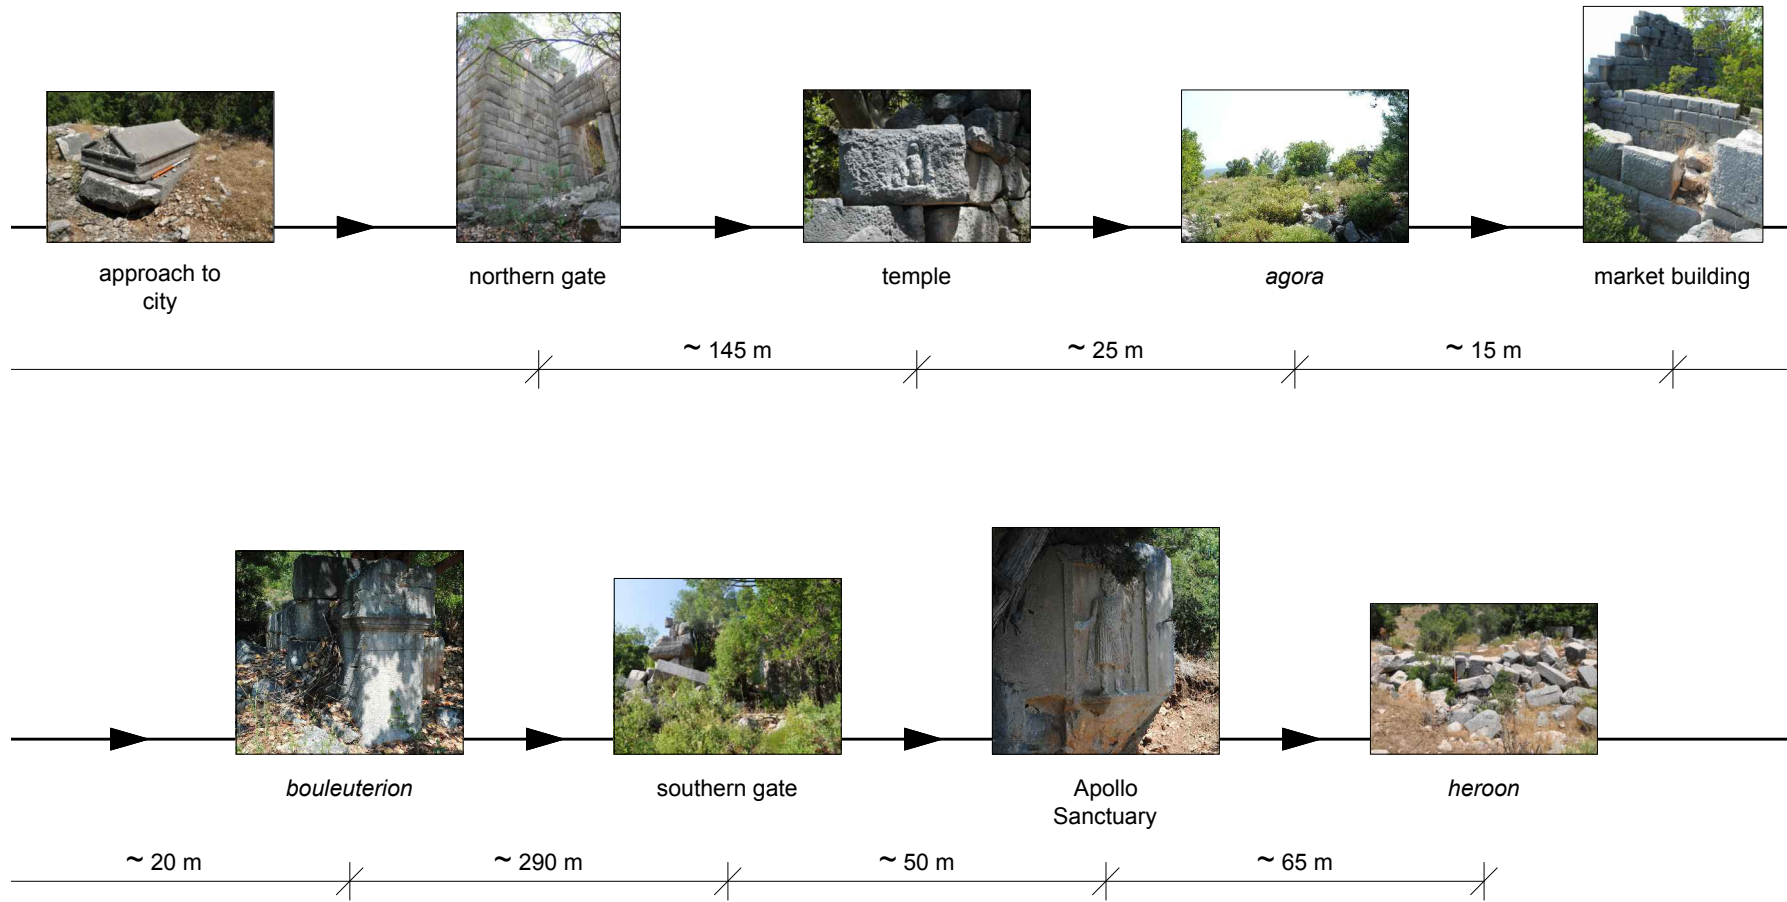 approach to
city
northern gate
temple
agora
market building
~ 145 m
~ 25 m
~ 15 m
bouleuterion
southern gate
Apollo
Sanctuary
heroon
~ 20 m
~ 290 m
~ 50 m
~ 65 m